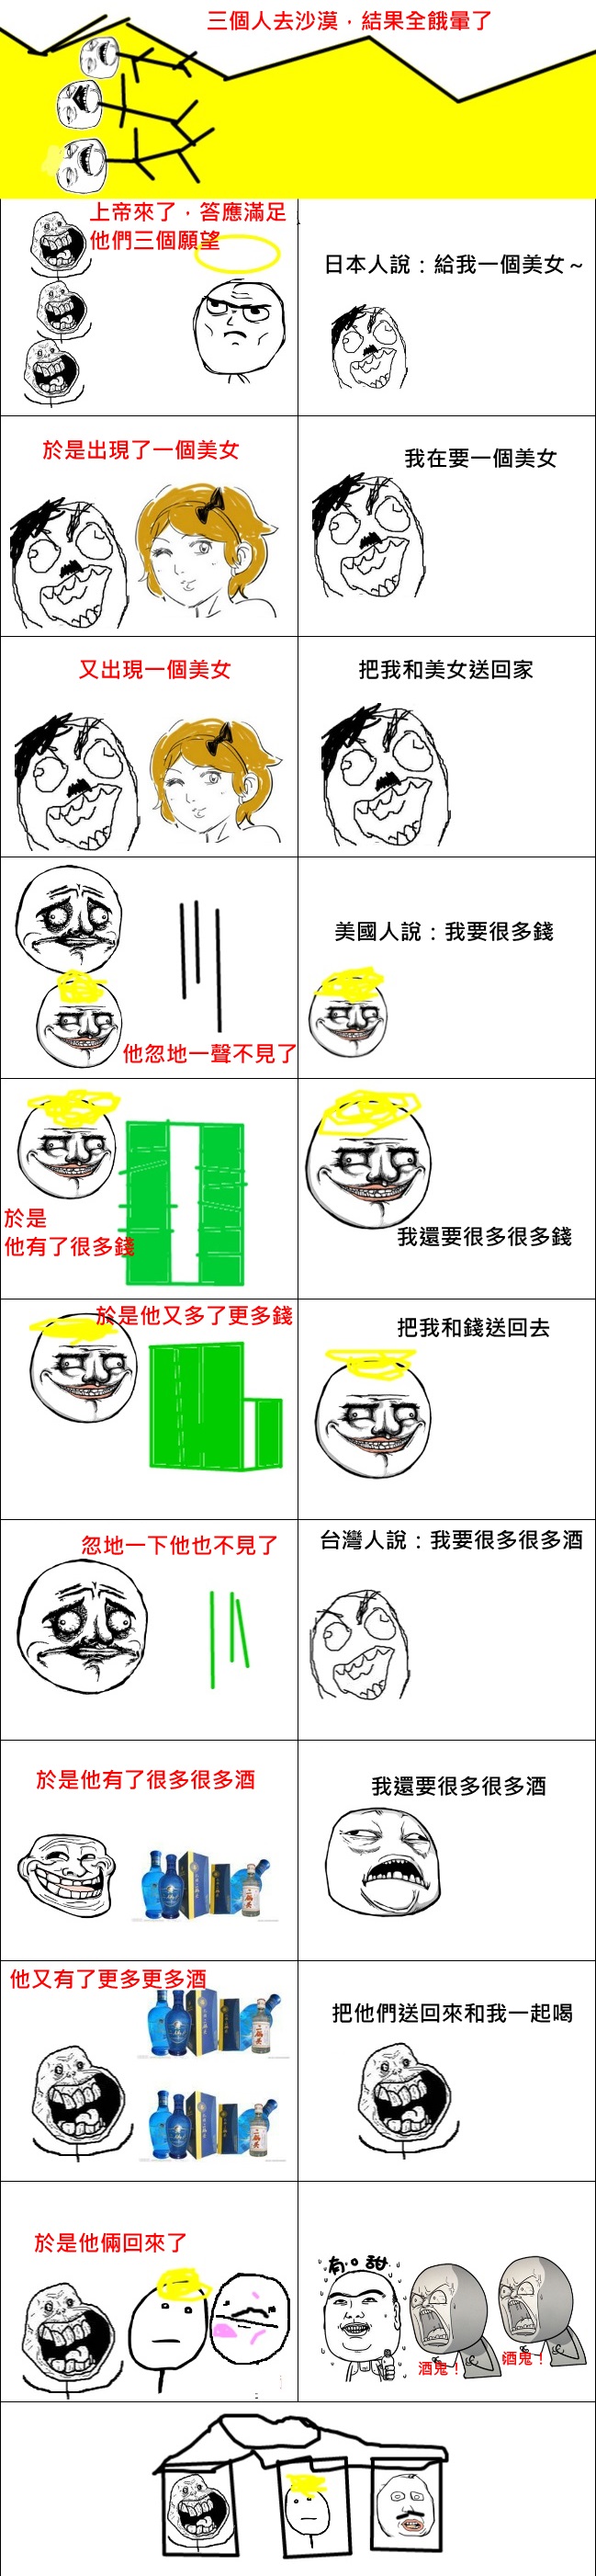 三個人去沙漠，結果全餓暈了
上帝來了，答應滿足
他們三個願望
日本人說：給我一個美女～
於是出現了一個美女
我在要一個美女
又出現一個美女
把我和美女送回家
他忽地一聲不見了
美國人說：我要很多錢
於是
他有了很多錢
我還要很多很多錢
於是他又多了更多錢
把我和錢送回去
忽地一下他也不見了
台灣人說：我要很多很多酒
於是他有了很多很多酒
我還要很多很多酒
他又有了更多更多酒
把他們送回來和我一起喝
於是他倆回來了
有。甜
酒鬼！
酒鬼！